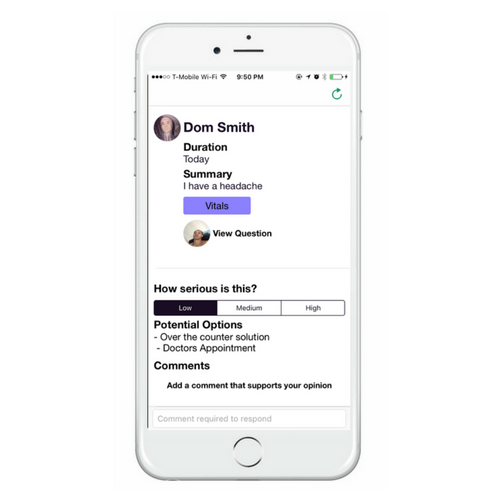 T-Mobile Wi-Fi 9:50 PM
Dom Smith
Duration
Today
Summary
I have a headache
Vitals
View Question
How serious is this?
Low Medium High
Potential Options
- Over the counter solution
- Doctors Appointment
Comments
Add a comment that supports your opinion
Comment required to respond